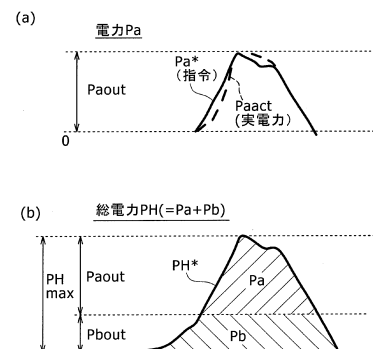 (a)
電力Pa
Pa*
(指令)
Paout
Paact
(実電力)
0
(b)
総電力PH(=Pa+Pb)
PH
max
Paout
PH*
Pa
Pbout
Pb